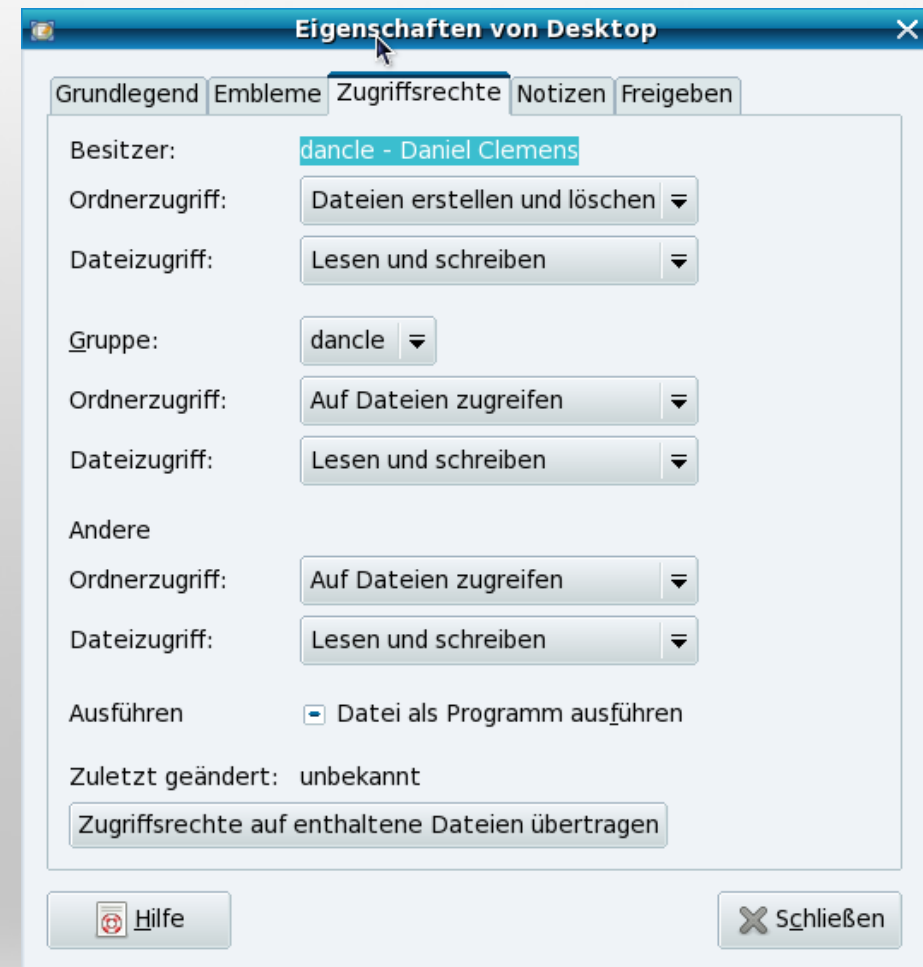 Eigenschaften von Desktop
Grundlegend Embleme Zugriffsrechte Notizen Freigeben
Besitzer: dancle - Daniel Clemens
Ordnerzugriff: Dateien erstellen und löschen
Dateizugriff: Lesen und schreiben
Gruppe: dancle
Ordnerzugriff: Auf Dateien zugreifen
Dateizugriff: Lesen und schreiben
Andere
Ordnerzugriff: Auf Dateien zugreifen
Dateizugriff: Lesen und schreiben
Ausführen Datei als Programm ausführen
Zuletzt geändert: unbekannt
Zugriffsrechte auf enthaltene Dateien übertragen
Hilfe Schließen